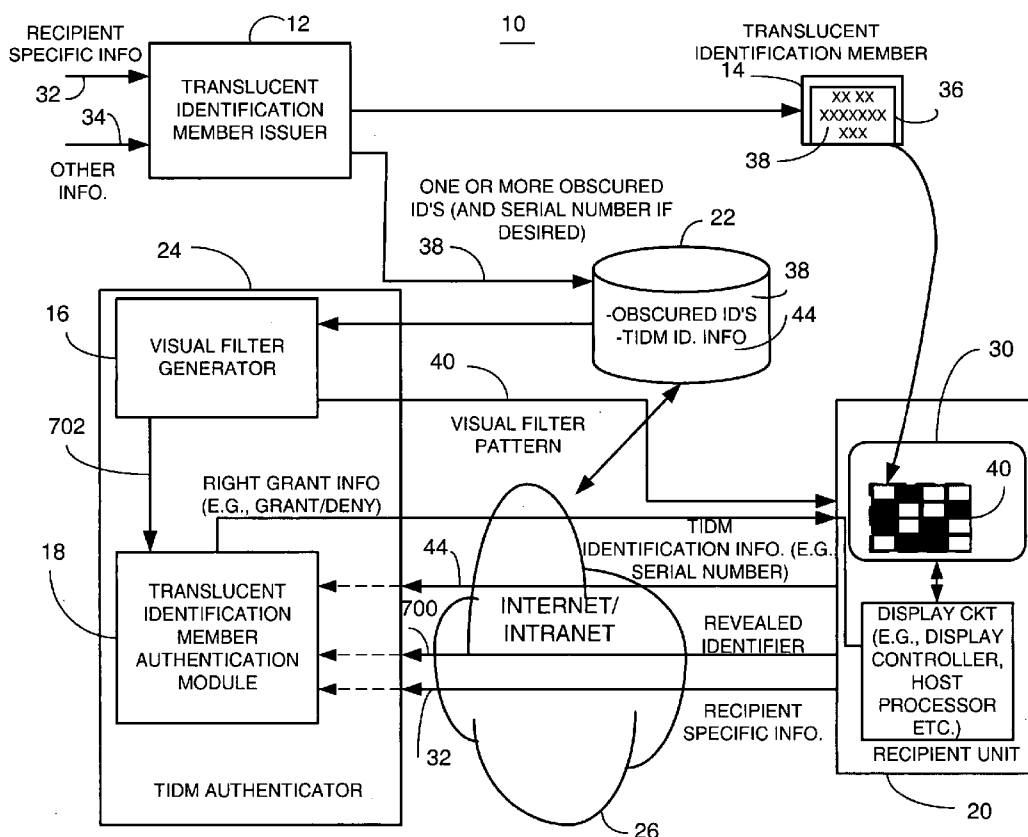 12
10
RECIPIENT
SPECIFIC INFO
32
34
OTHER
INFO.
TRANSLUCENT
IDENTIFICATION
MEMBER ISSUER
TRANSLUCENT
IDENTIFICATION
MEMBER
14
XX XX
XXXXXXX
XXX
36
38
ONE OR MORE OBSCURED
ID'S (AND SERIAL NUMBER IF
DESIRED)
38
22
-OBSCURED ID'S
-TIDM ID. INFO
38
44
24
16
VISUAL FILTER
GENERATOR
40
VISUAL FILTER
PATTERN
30
40
702
RIGHT GRANT INFO
(E.G., GRANT/DENY)
18
TRANSLUCENT
IDENTIFICATION
MEMBER
AUTHENTICATION
MODULE
TIDM
IDENTIFICATION INFO. (E.G.
SERIAL NUMBER)
44
700
INTERNET/
INTRANET
REVEALED
IDENTIFIER
32
RECIPIENT
SPECIFIC INFO.
DISPLAY CKT
(E.G., DISPLAY
CONTROLLER,
HOST
PROCESSOR
ETC.)
RECIPIENT UNIT
20
TIDM AUTHENTICATOR
26